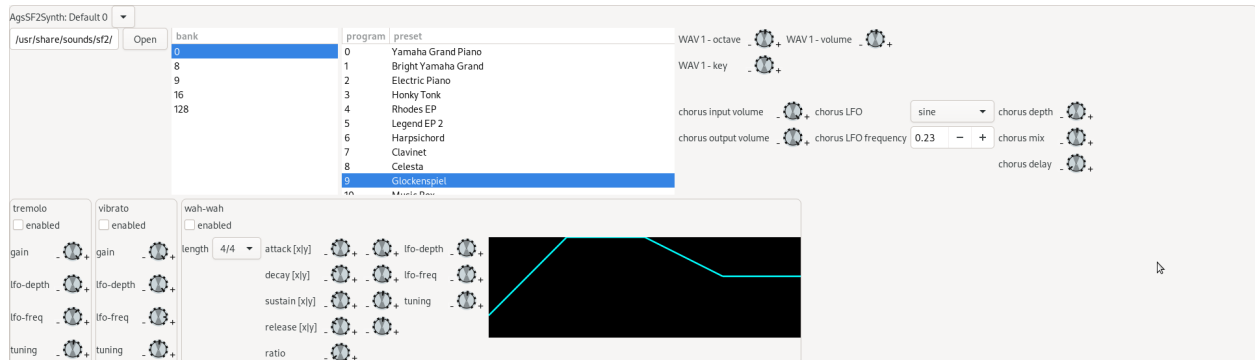 AgsSF2Synth: Default 0
/usr/share/sounds/sf2/ Open
bank
0
8
9
16
128
program preset
0 Yamaha Grand Piano
1 Bright Yamaha Grand
2 Electric Piano
3 Honky Tonk
4 Rhodes EP
5 Legend EP 2
6 Harpsichord
7 Clavinet
8 Celesta
9 Glockenspiel
10 Music Box
WAV 1 - octave - + WAV 1 - volume - +
WAV 1 - key - +
chorus input volume - + chorus LFO sine chorus depth - +
chorus output volume - + chorus LFO frequency 0.23 − + chorus mix - +
chorus delay - +
tremolo
enabled
gain - +
lfo-depth - +
lfo-freq - +
tuning - +
vibrato
enabled
gain - +
lfo-depth - +
lfo-freq - +
tuning - +
wah-wah
enabled
length 4/4 attack [x|y] - + - + lfo-depth - +
decay [x|y] - + - + lfo-freq - +
sustain [x|y] - + - + tuning - +
release [x|y] - + - +
ratio - +